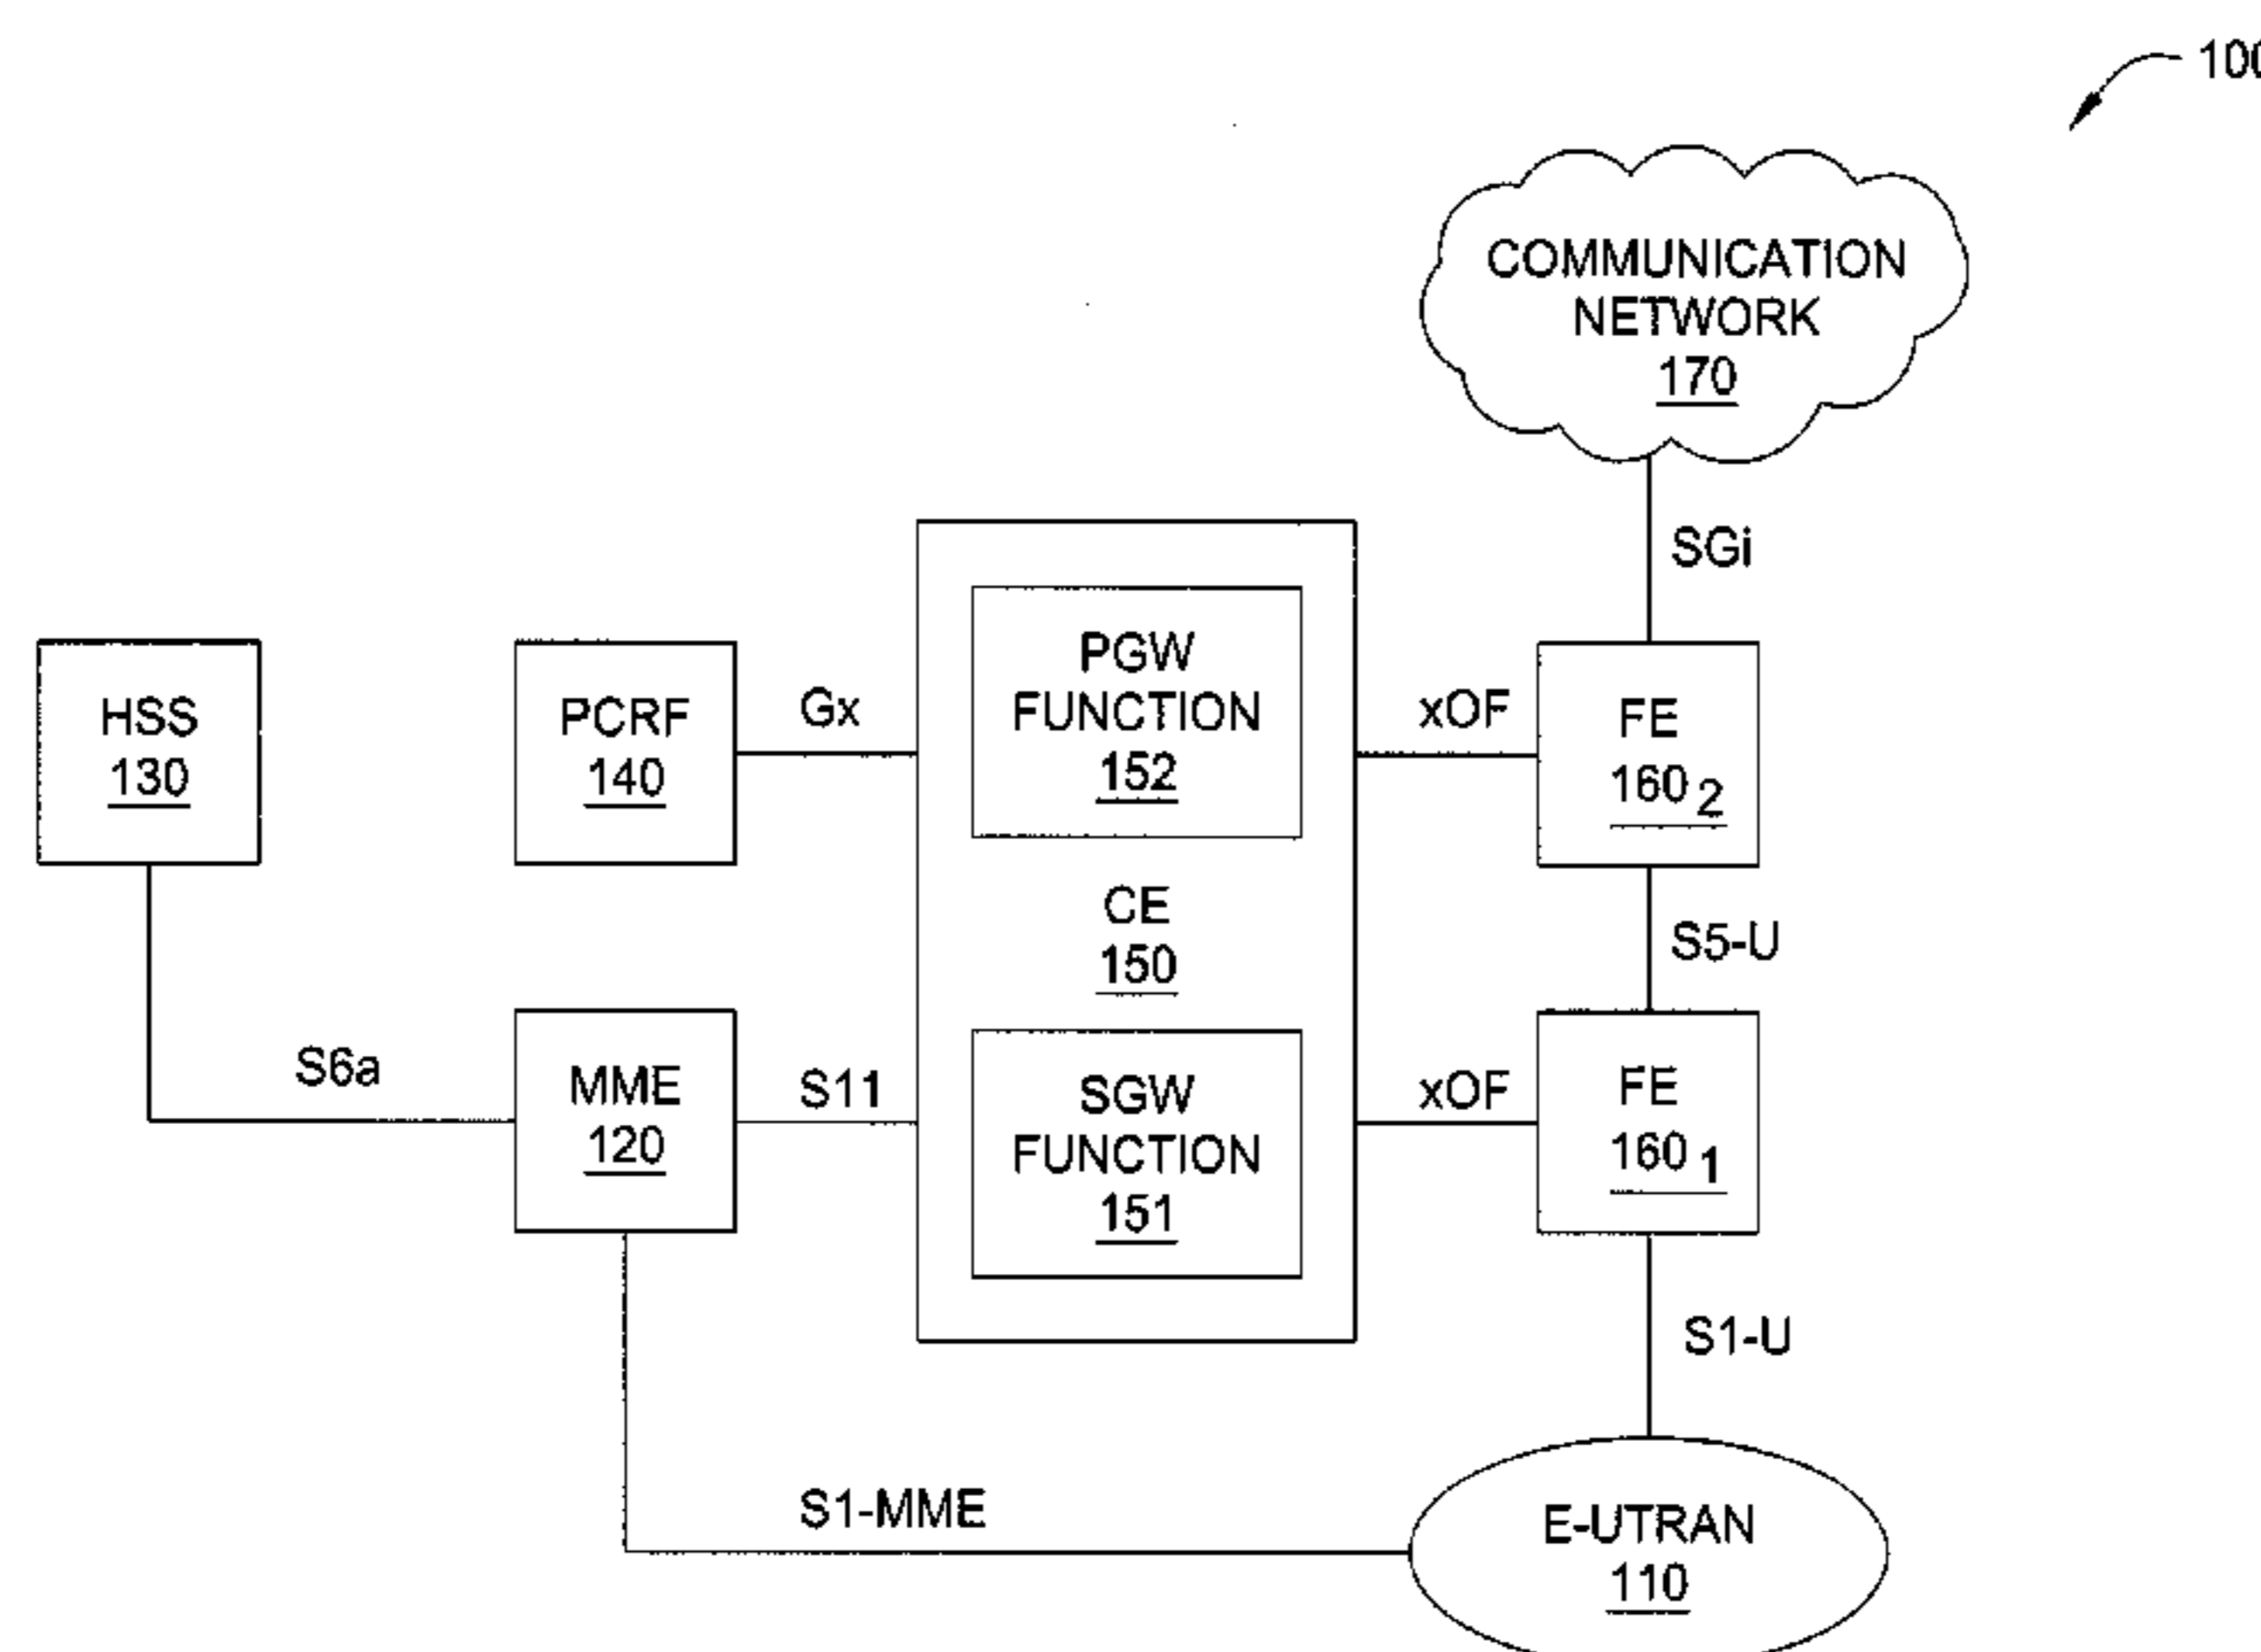 100
COMMUNICATION
NETWORK
170
SGi
HSS
130
PCRF
140
Gx
PGW
FUNCTION
152
xOF
FE
160 2
CE
150
S5-U
S6a
MME
120
S11
SGW
FUNCTION
151
xOF
FE
160 1
S1-U
S1-MME
E-UTRAN
110